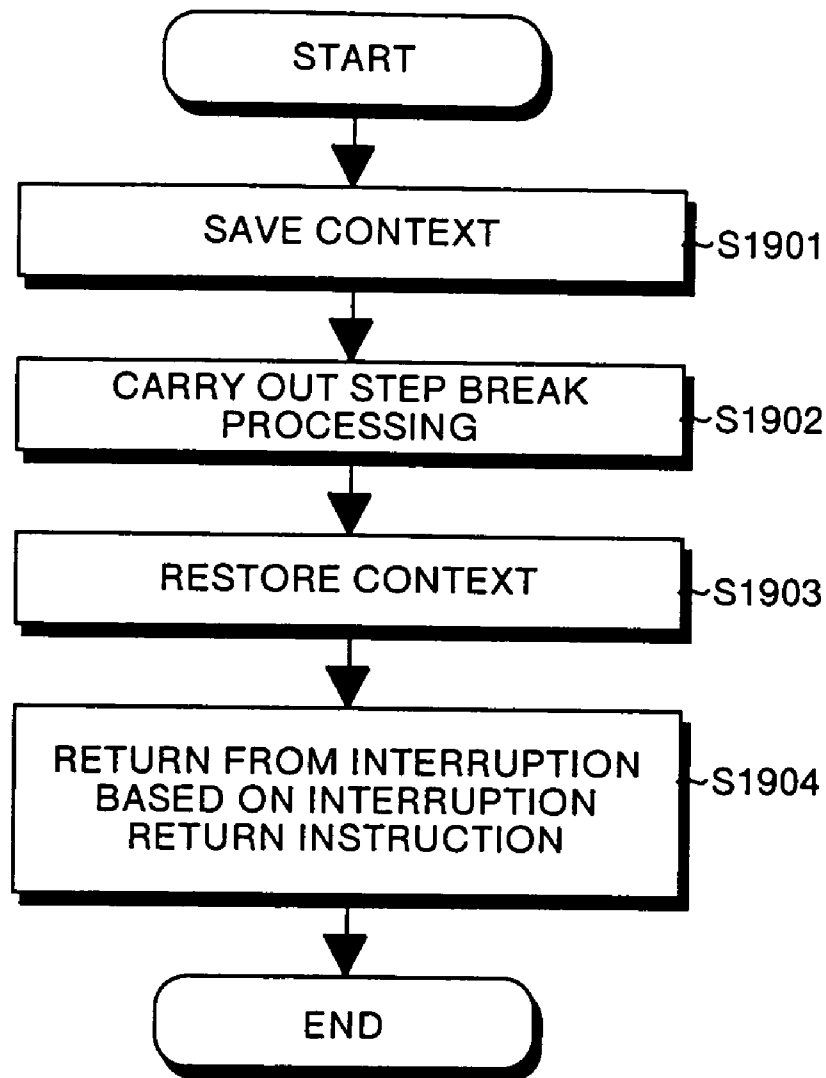 START
SAVE CONTEXT
S1901
CARRY OUT STEP BREAK
PROCESSING
S1902
RESTORE CONTEXT
S1903
RETURN FROM INTERRUPTION
BASED ON INTERRUPTION
RETURN INSTRUCTION
S1904
END